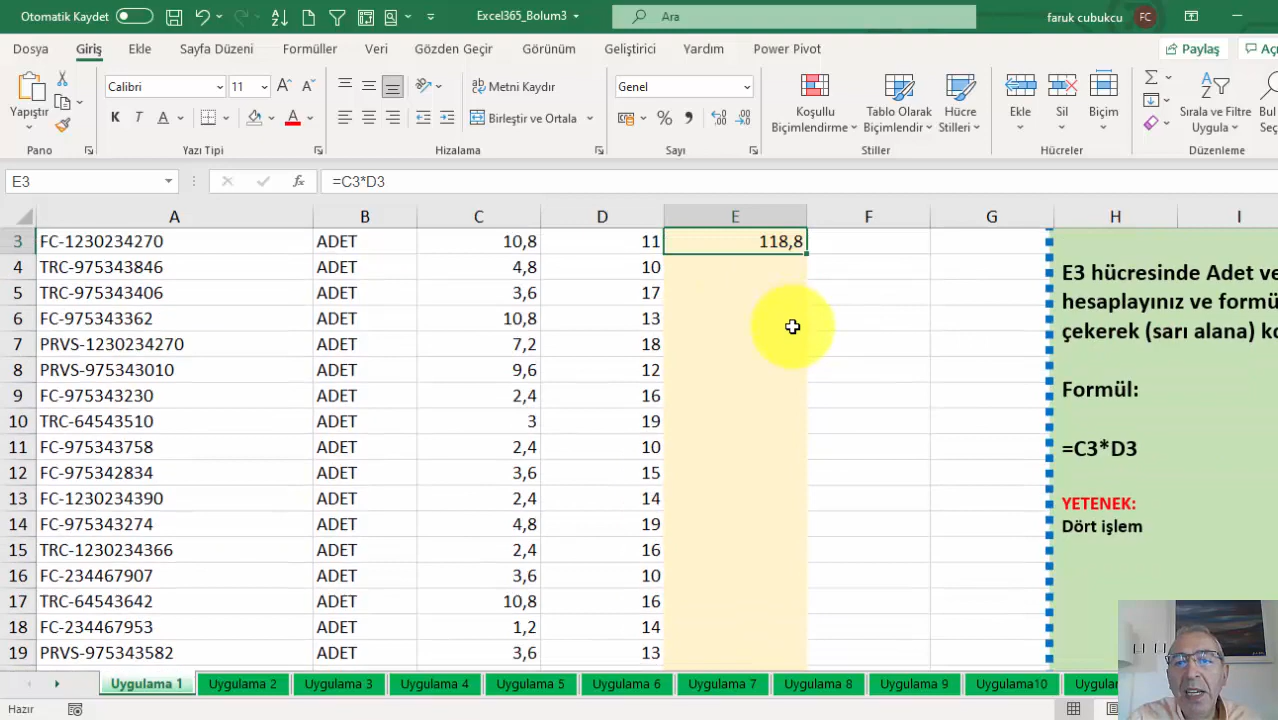 Otomatik Kaydet
Excel365_Bolum3
Ara
faruk cubukcu
FC
Dosya
Giriş
Ekle
Sayfa Düzeni
Formüller
Veri
Gözden Geçir
Görünüm
Geliştirici
Yardım
Power Pivot
Paylaş
Yapıştır
Calibri
11
K T A
Metni Kaydır
Birleştir ve Ortala
Genel
Koşullu
Biçimlendirme
Tablo Olarak
Biçimlendir
Hücre
Stilleri
Ekle
Sil
Biçim
Sırala ve Filtre
Uygula
Pano
Yazı Tipi
Hizalama
Sayı
Stiller
Hücreler
Düzenleme
E3
fx
=C3*D3
A B C D E F G H I
3 FC-1230234270 ADET 10,8 11 118,8
4 TRC-975343846 ADET 4,8 10
5 TRC-975343406 ADET 3,6 17
6 FC-975343362 ADET 10,8 13
7 PRVS-1230234270 ADET 7,2 18
8 PRVS-975343010 ADET 9,6 12
9 FC-975343230 ADET 2,4 16
10 TRC-64543510 ADET 3 19
11 FC-975343758 ADET 2,4 10
12 FC-975342834 ADET 3,6 15
13 FC-1230234390 ADET 2,4 14
14 FC-975343274 ADET 4,8 19
15 TRC-1230234366 ADET 2,4 16
16 FC-234467907 ADET 3,6 10
17 TRC-64543642 ADET 10,8 16
18 FC-234467953 ADET 1,2 14
19 PRVS-975343582 ADET 3,6 13
E3 hücresinde Adet ve
hesaplayınız ve formü
çekerek (sarı alana) ko
Formül:
=C3*D3
YETENEK:
Dört işlem
Uygulama 1
Uygulama 2
Uygulama 3
Uygulama 4
Uygulama 5
Uygulama 6
Uygulama 7
Uygulama 8
Uygulama 9
Uygulama10
Hazır